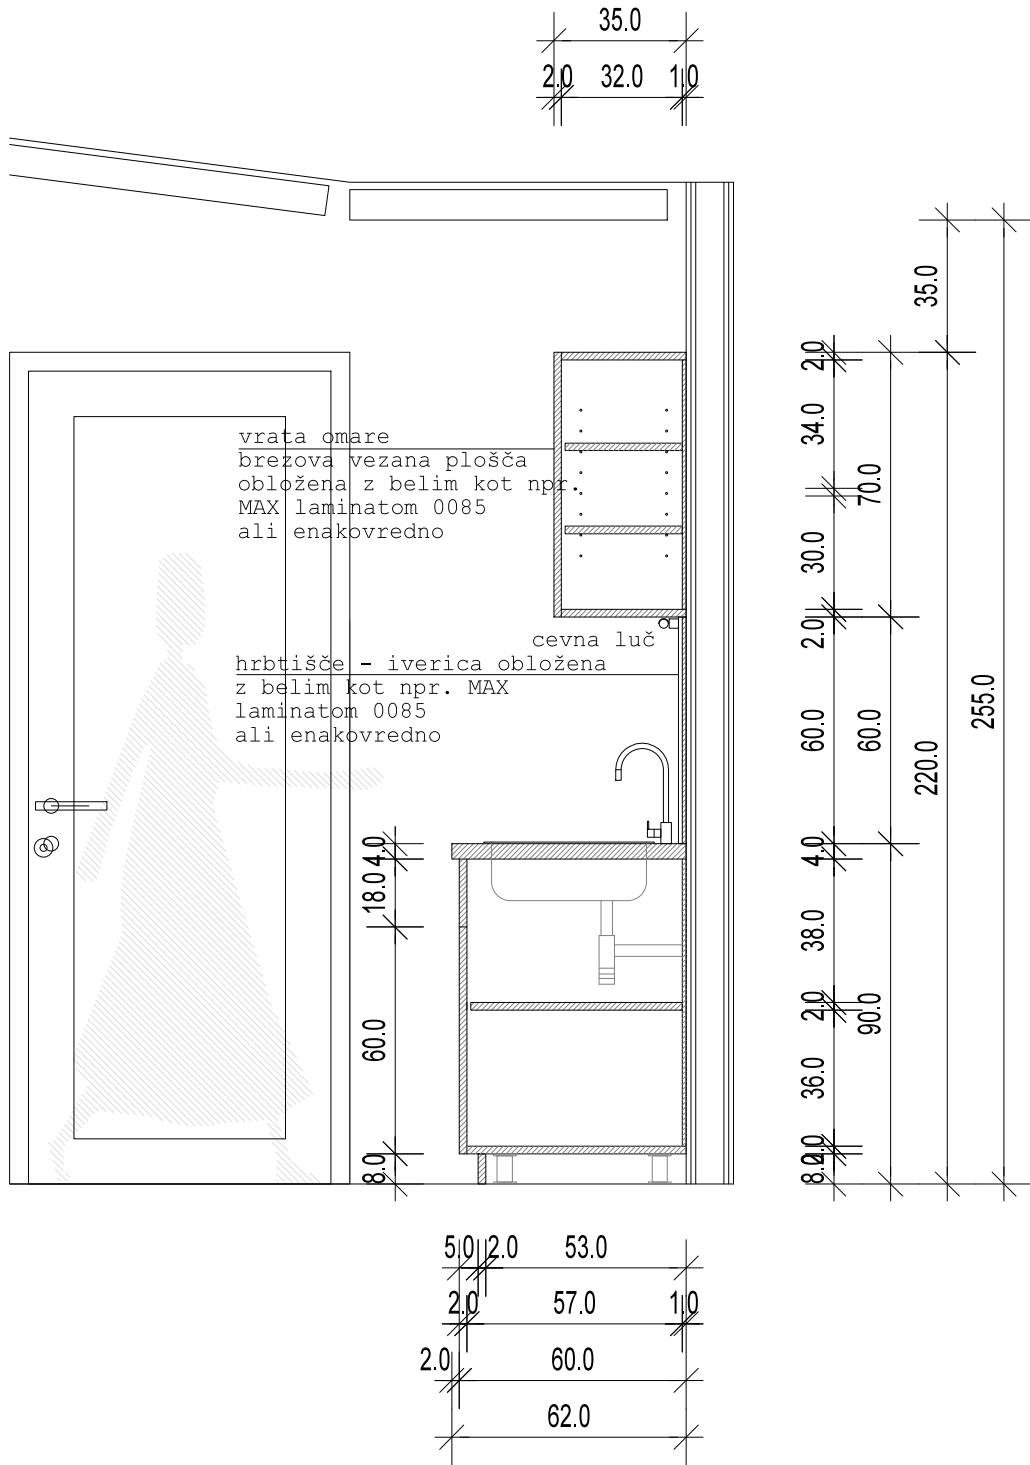 35.0
2.0 32.0 1.0
35.0
2.0
34.0
70.0
30.0
2.0
60.0
60.0
220.0
255.0
4.0
38.0
2.0
90.0
36.0
2.0
8.0
vrata omare
brezova vezana plošča
obložena z belim kot npr.
MAX laminatom 0085
ali enakovredno
cevna luč
hrbtišče - iverica obložena
z belim kot npr. MAX
laminatom 0085
ali enakovredno
4.0
18.0
60.0
8.0
5.0 2.0 53.0
2.0 57.0 1.0
2.0 60.0
62.0